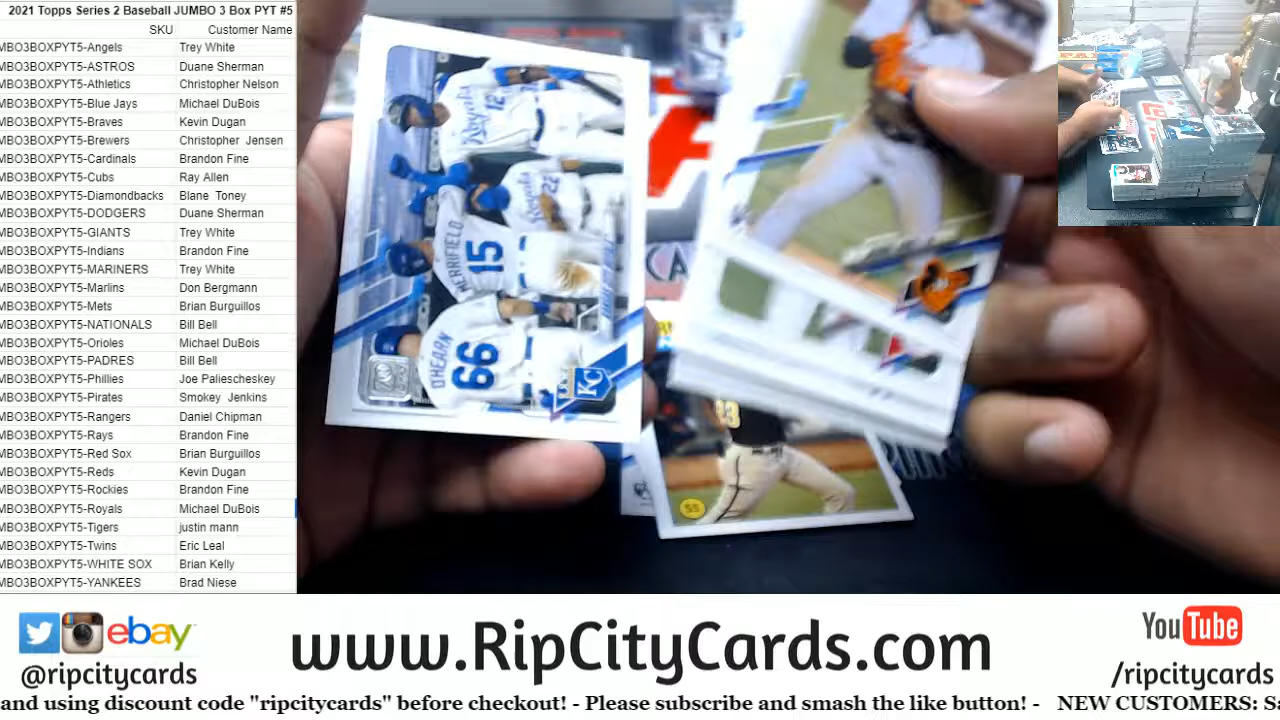 2021 Topps Series 2 Baseball JUMBO 3 Box PYT #5
SKU Customer Name
MBO3BOXPYT5-Angels Trey White
MBO3BOXPYT5-ASTROS Duane Sherman
MBO3BOXPYT5-Athletics Christopher Nelson
MBO3BOXPYT5-Blue Jays Michael DuBois
MBO3BOXPYT5-Braves Kevin Dugan
MBO3BOXPYT5-Brewers Christopher Jensen
MBO3BOXPYT5-Cardinals Brandon Fine
MBO3BOXPYT5-Cubs Ray Allen
MBO3BOXPYT5-Diamondbacks Blane Toney
MBO3BOXPYT5-DODGERS Duane Sherman
MBO3BOXPYT5-GIANTS Trey White
MBO3BOXPYT5-Indians Brandon Fine
MBO3BOXPYT5-MARINERS Trey White
MBO3BOXPYT5-Marlins Don Bergmann
MBO3BOXPYT5-Mets Brian Burguillos
MBO3BOXPYT5-NATIONALS Bill Bell
MBO3BOXPYT5-Orioles Michael DuBois
MBO3BOXPYT5-PADRES Bill Bell
MBO3BOXPYT5-Phillies Joe Paliescheskey
MBO3BOXPYT5-Pirates Smokey Jenkins
MBO3BOXPYT5-Rangers Daniel Chipman
MBO3BOXPYT5-Rays Brandon Fine
MBO3BOXPYT5-Red Sox Brian Burguillos
MBO3BOXPYT5-Reds Kevin Dugan
MBO3BOXPYT5-Rockies Brandon Fine
MBO3BOXPYT5-Royals Michael DuBois
MBO3BOXPYT5-Tigers justin mann
MBO3BOXPYT5-Twins Eric Leal
MBO3BOXPYT5-WHITE SOX Brian Kelly
MBO3BOXPYT5-YANKEES Brad Niese
Royals 12
22
MERRIFIELD 15
OHEARN 66
KC
ebay
@ripcitycards
www.RipCityCards.com
YouTube
/ripcitycards
and using discount code "ripcitycards" before checkout! - Please subscribe and smash the like button! - NEW CUSTOMERS: Sa